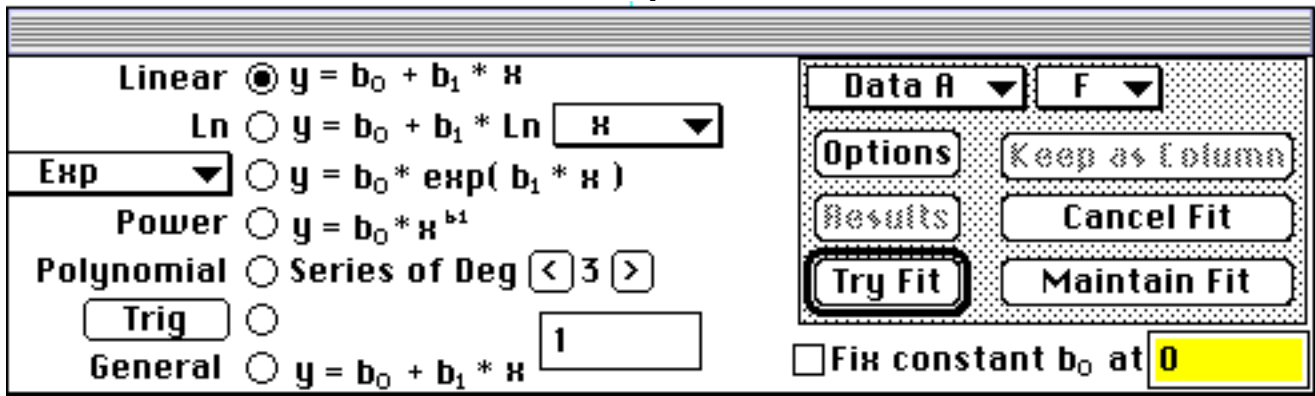 Linear y = b₀ + b₁ * x
Ln y = b₀ + b₁ * Ln x
Exp y = b₀ * exp( b₁ * x )
Power y = b₀ * x^b1
Polynomial Series of Deg < 3 >
Trig
1
General y = b₀ + b₁ * x
Data A F
Options Keep as Column
Results Cancel Fit
Try Fit Maintain Fit
Fix constant b₀ at 0